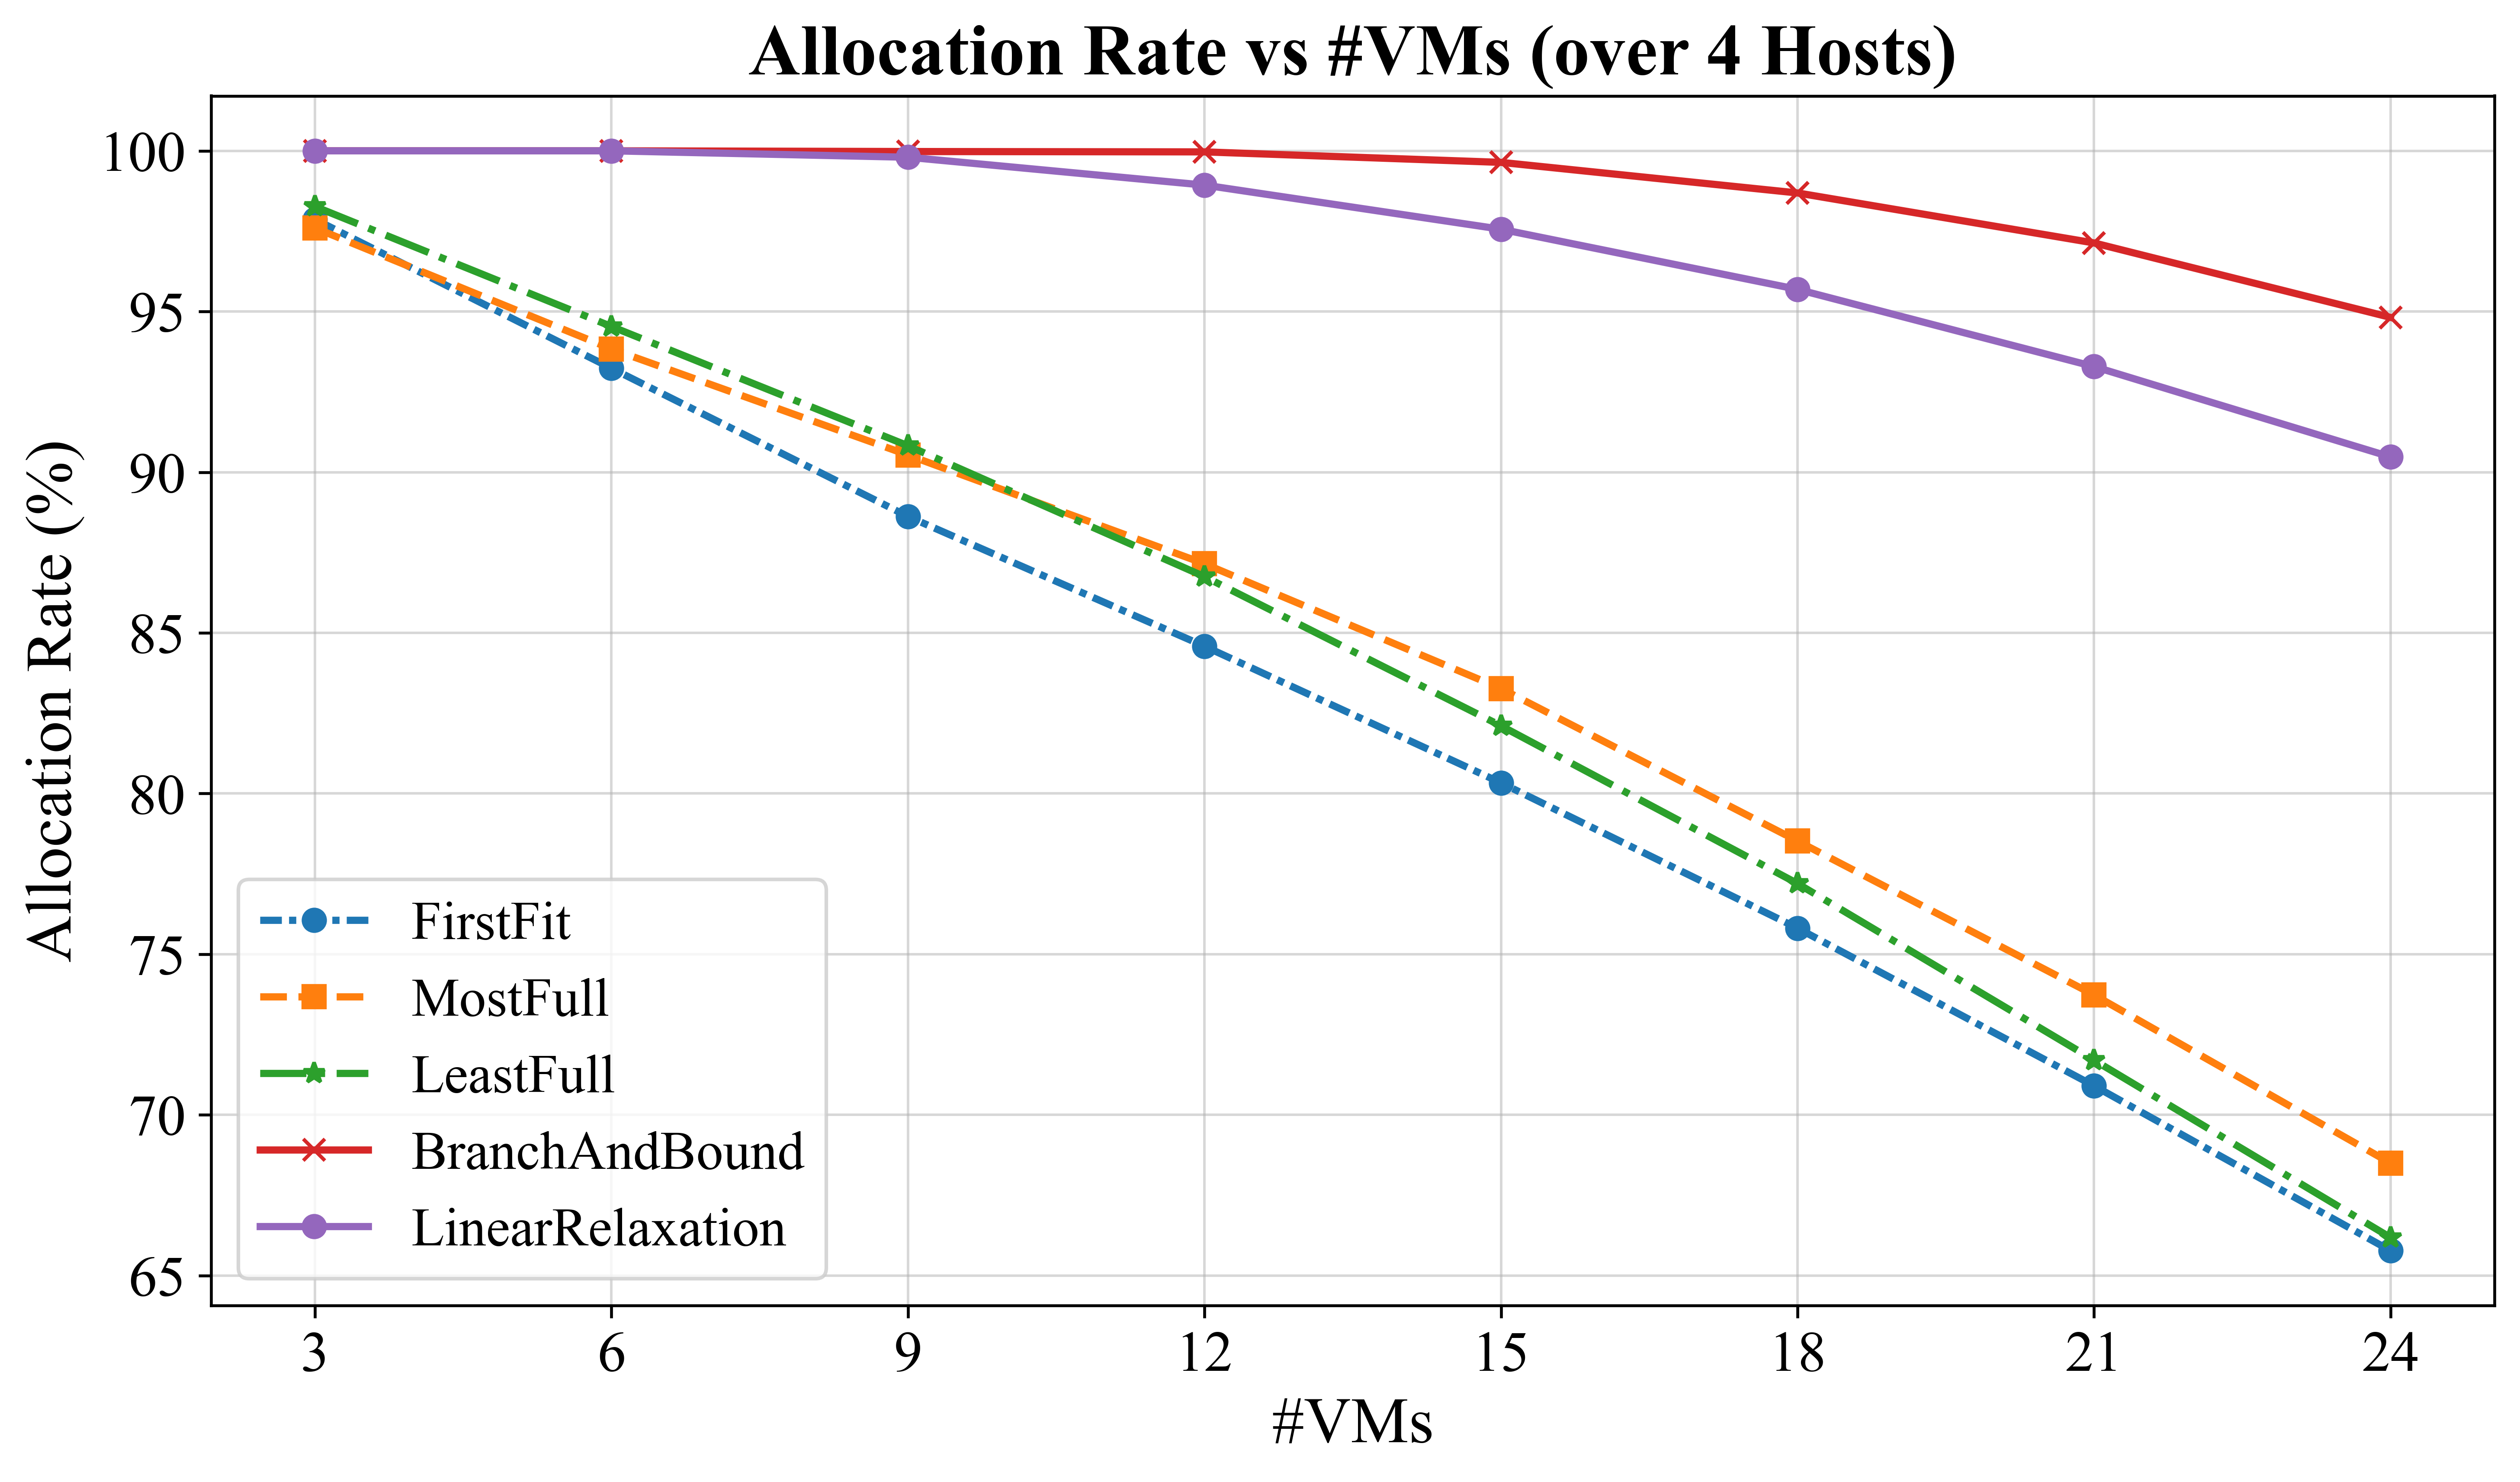 Allocation Rate vs #VMs (over 4 Hosts)
Allocation Rate (%)
100
95
90
85
80
75
70
65
FirstFit
MostFull
LeastFull
BranchAndBound
LinearRelaxation
3 6 9 12 15 18 21 24
#VMs